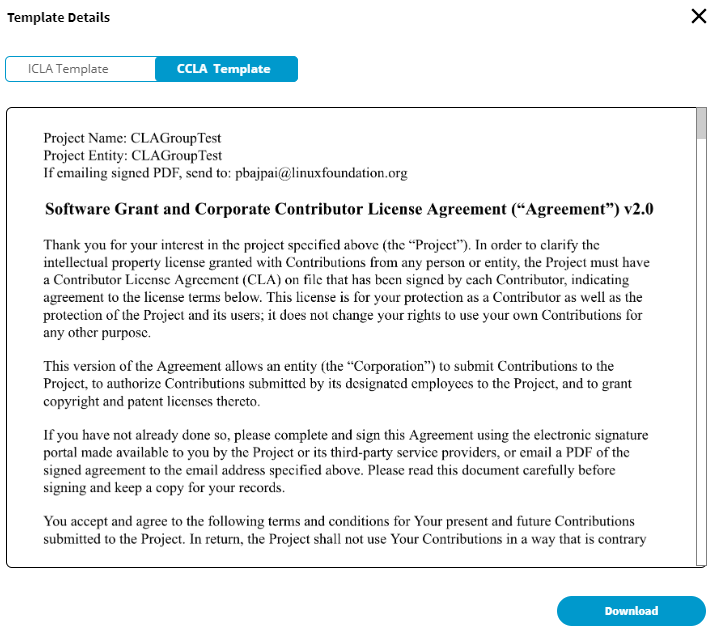 Template Details
ICLA Template
CCLA Template
Project Name: CLAGroupTest
Project Entity: CLAGroupTest
If emailing signed PDF, send to: pbajpai@linuxfoundation.org
Software Grant and Corporate Contributor License Agreement (“Agreement”) v2.0
Thank you for your interest in the project specified above (the “Project”). In order to clarify the
intellectual property license granted with Contributions from any person or entity, the Project must have
a Contributor License Agreement (CLA) on file that has been signed by each Contributor, indicating
agreement to the license terms below. This license is for your protection as a Contributor as well as the
protection of the Project and its users; it does not change your rights to use your own Contributions for
any other purpose.
This version of the Agreement allows an entity (the “Corporation”) to submit Contributions to the
Project, to authorize Contributions submitted by its designated employees to the Project, and to grant
copyright and patent licenses thereto.
If you have not already done so, please complete and sign this Agreement using the electronic signature
portal made available to you by the Project or its third-party service providers, or email a PDF of the
signed agreement to the email address specified above. Please read this document carefully before
signing and keep a copy for your records.
You accept and agree to the following terms and conditions for Your present and future Contributions
submitted to the Project. In return, the Project shall not use Your Contributions in a way that is contrary
Download